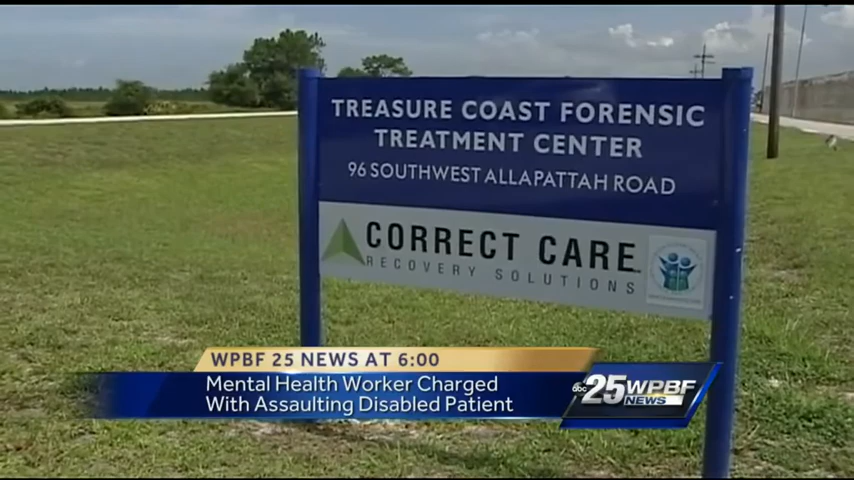 TREASURE COAST FORENSIC
TREATMENT CENTER
96 SOUTHWEST ALLAPATTAH ROAD
CORRECT CARE
RECOVERY SOLUTIONS
WPBF 25 NEWS AT 6:00
Mental Health Worker Charged
With Assaulting Disabled Patient
abc 25 WPBF
NEWS